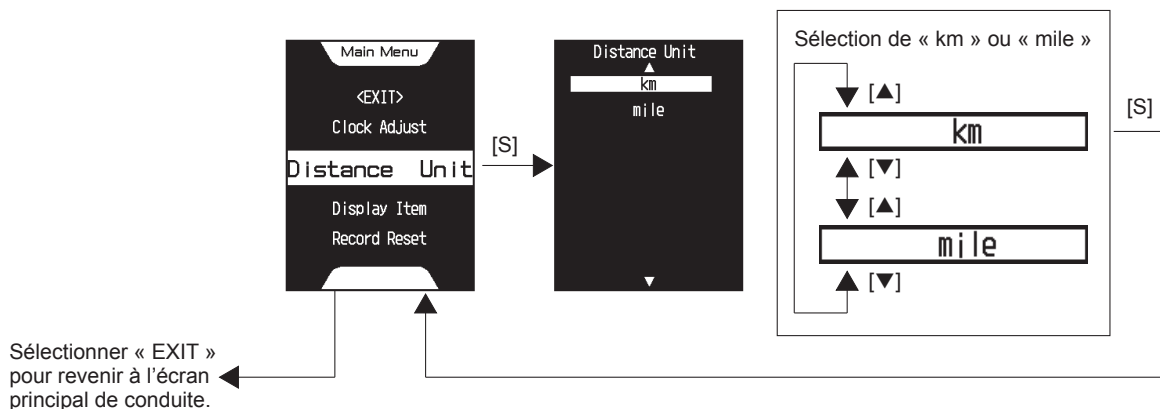 Main Menu
<EXIT>
Clock Adjust
Distance Unit
Display Item
Record Reset
[S]
Distance Unit
▲
km
mile
▼
Sélection de « km » ou « mile »
[▲]
km
[▼]
[▲]
mile
[▼]
[S]
Sélectionner « EXIT »
pour revenir à l’écran
principal de conduite.